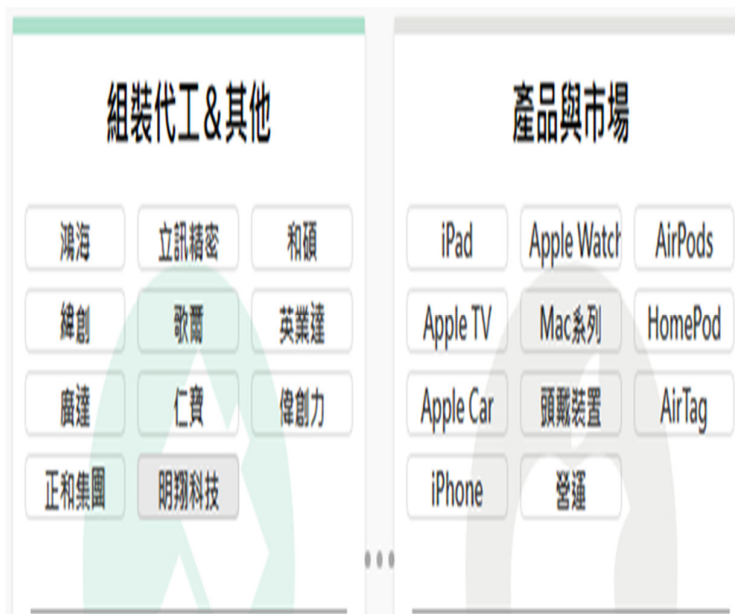 組裝代工&其他
鴻海 立訊精密 和碩
緯創 歌爾 英業達
廣達 仁寶 偉創力
正和集團 明翔科技
產品與市場
iPad Apple Watch AirPods
Apple TV Mac系列 HomePod
Apple Car 頭戴裝置 AirTag
iPhone 營運